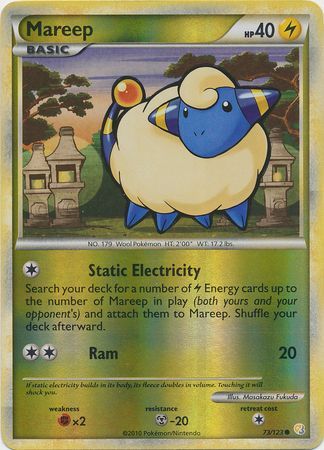 Mareep
HP40
BASIC
NO. 179 Wool Pokémon HT: 2'00" WT: 17.2 lbs.
Static Electricity
Search your deck for a number of Energy cards up
to the number of Mareep in play (both yours and your
opponent's) and attach them to Mareep. Shuffle your
deck afterward.
Ram 20
If static electricity builds in its body, its fleece doubles in volume. Touching it will
shock you.
Illus. Masakazu Fukuda
weakness resistance retreat cost
×2 -20
©2010 Pokémon/Nintendo 73/123